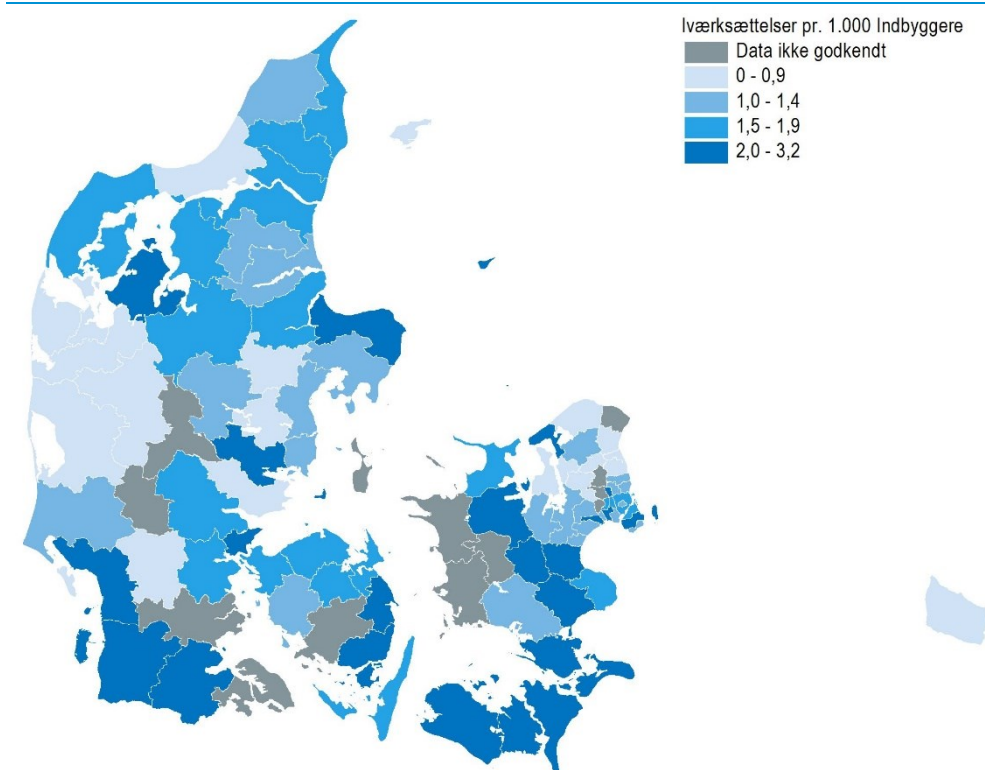 Iværksættelser pr. 1.000 Indbyggere
Data ikke godkendt
0 - 0,9
1,0 - 1,4
1,5 - 1,9
2,0 - 3,2